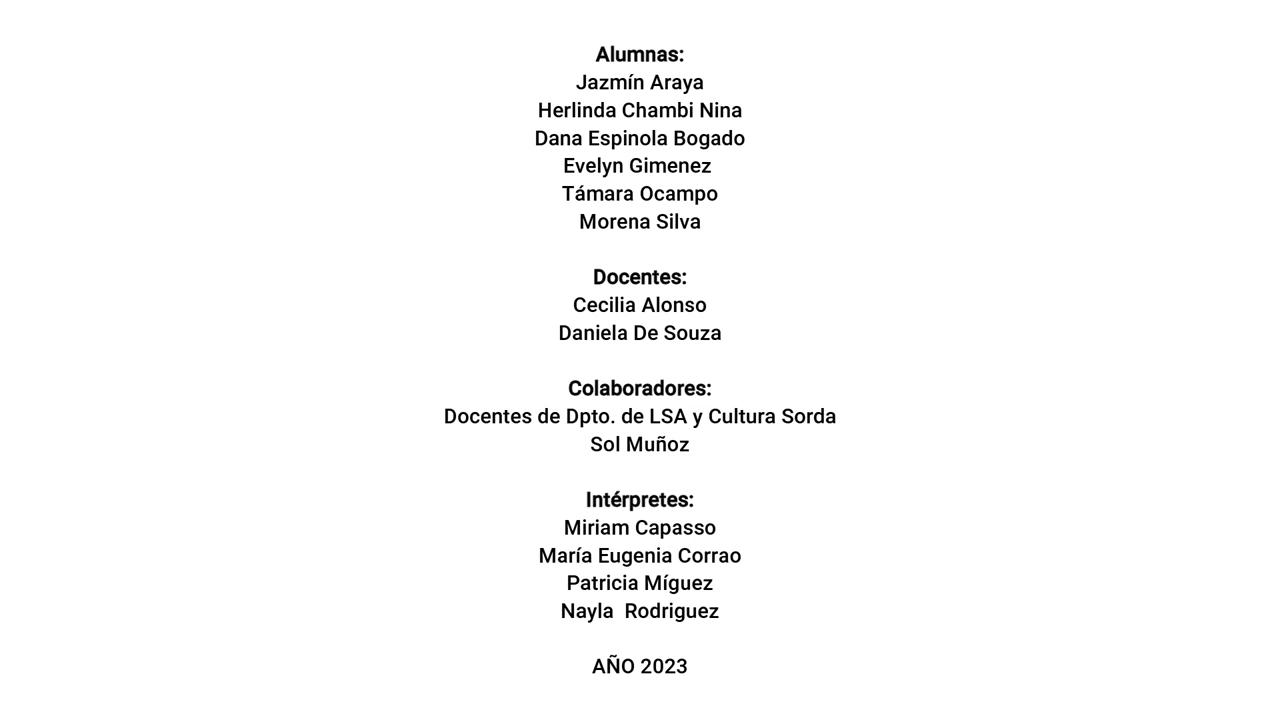 Alumnas:
Jazmín Araya
Herlinda Chambi Nina
Dana Espinola Bogado
Evelyn Gimenez
Támara Ocampo
Morena Silva
Docentes:
Cecilia Alonso
Daniela De Souza
Colaboradores:
Docentes de Dpto. de LSA y Cultura Sorda
Sol Muñoz
Intérpretes:
Miriam Capasso
María Eugenia Corrao
Patricia Míguez
Nayla  Rodriguez
AÑO 2023